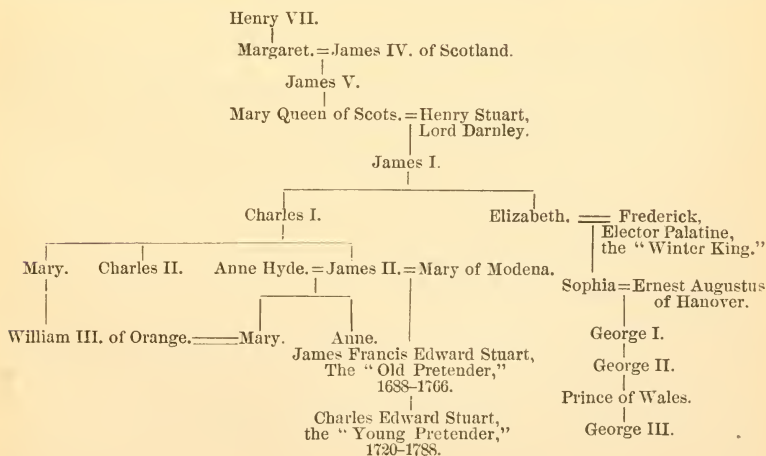 Henry VII.
Margaret. = James IV. of Scotland.
James V.
Mary Queen of Scots. = Henry Stuart,
Lord Darnley.
James I.
Charles I. Elizabeth. = Frederick,
Elector Palatine,
the "Winter King."
Mary. Charles II. Anne Hyde. = James II. = Mary of Modena.
Sophia = Ernest Augustus
of Hanover.
William III. of Orange. = Mary. Anne.
George I.
James Francis Edward Stuart,
The "Old Pretender,"
1688–1766.
George II.
Prince of Wales.
Charles Edward Stuart,
the "Young Pretender,"
1720–1788.
George III.